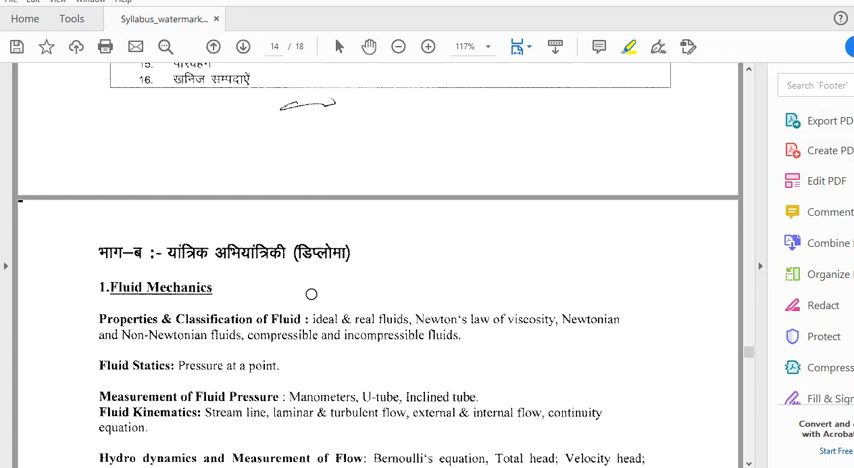 Home Tools Syllabus_watermark... ×
14 / 18 117%
16. खनिज सम्पदाऐं
Search 'Footer'
Export PD
Create PD
Edit PDF
Comment
Combine
Organize
Redact
Protect
Compress
Fill & Sig
Convert and
with Acroba
Start Free
भाग–ब :- यांत्रिक अभियांत्रिकी (डिप्लोमा)
1.Fluid Mechanics
Properties & Classification of Fluid : ideal & real fluids, Newton's law of viscosity, Newtonian
and Non-Newtonian fluids, compressible and incompressible fluids.
Fluid Statics: Pressure at a point.
Measurement of Fluid Pressure : Manometers, U-tube, Inclined tube.
Fluid Kinematics: Stream line, laminar & turbulent flow, external & internal flow, continuity
equation.
Hydro dynamics and Measurement of Flow: Bernoulli's equation, Total head; Velocity head;